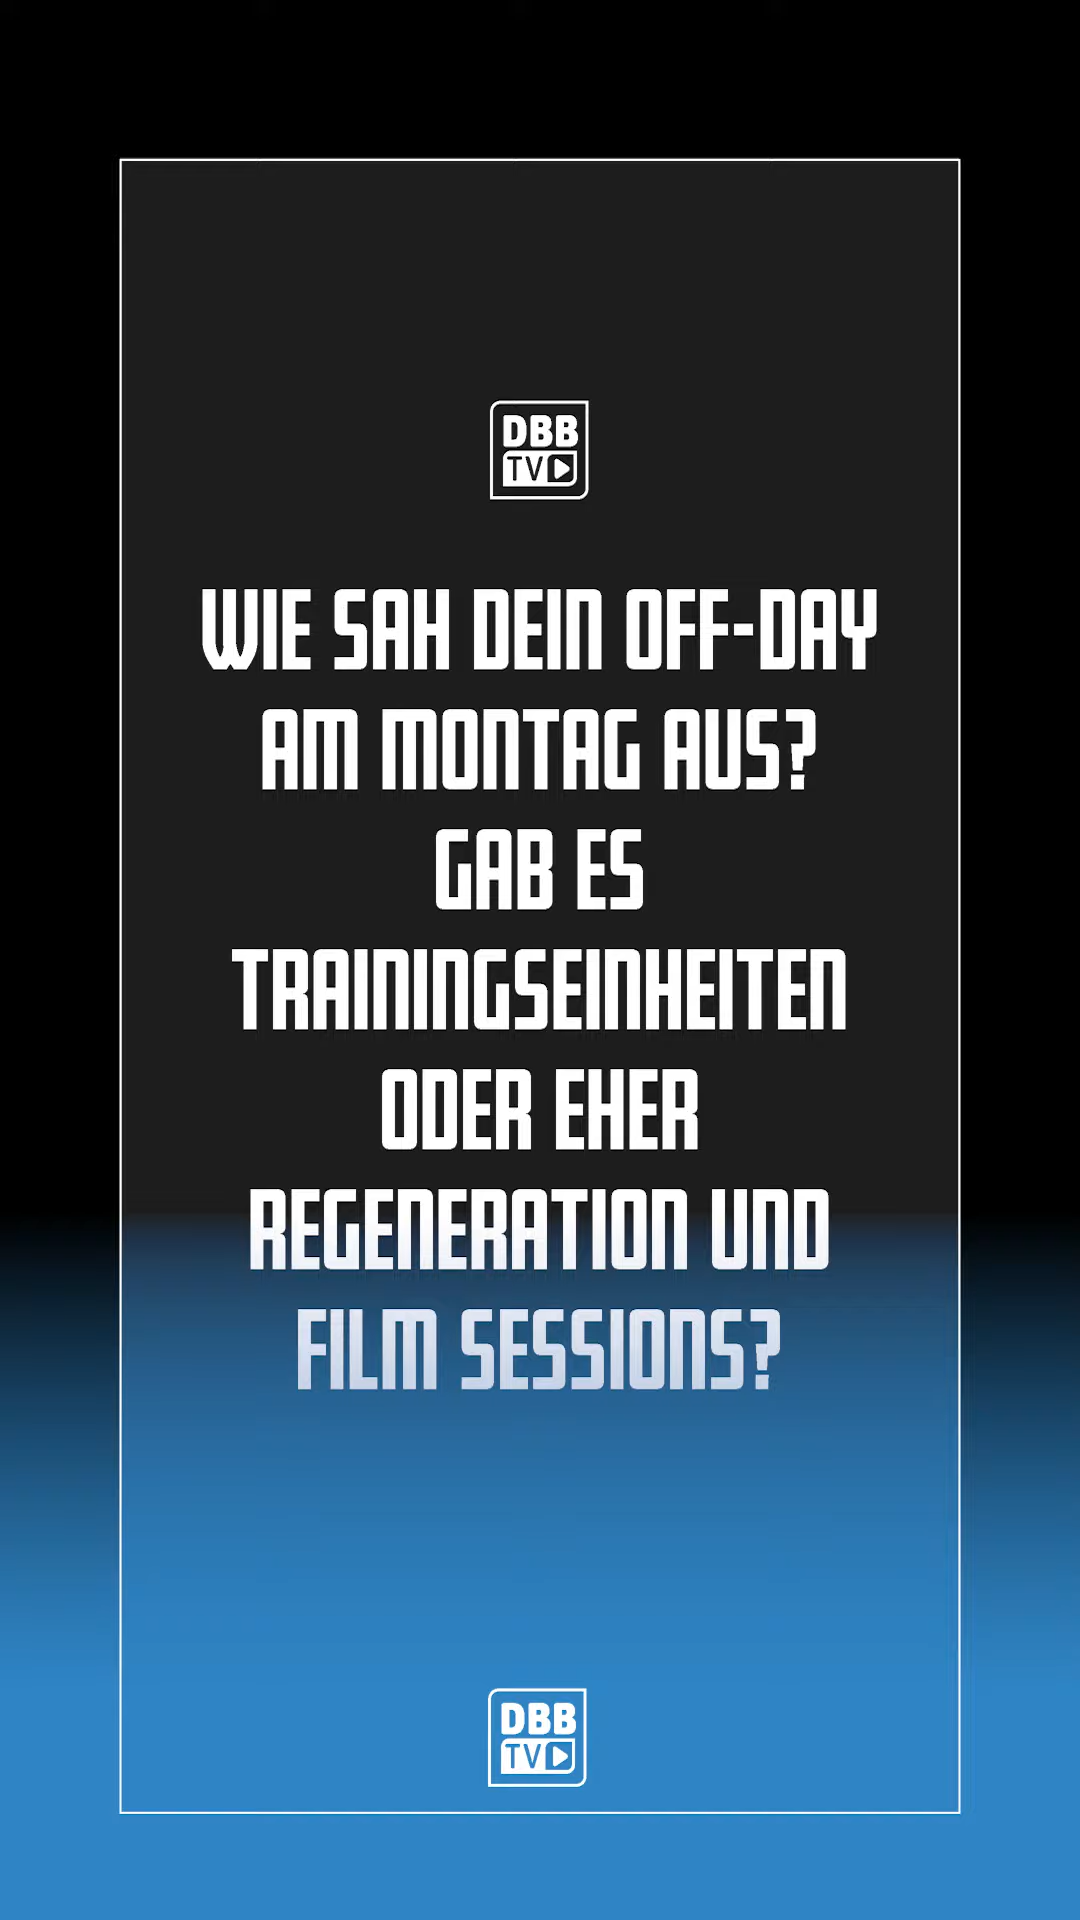 DBB
TV
WIE SAH DEIN OFF-DAY
AM MONTAG AUS?
GAB ES
TRAININGSEINHEITEN
ODER EHER
REGENERATION UND
FILM SESSIONS?
DBB
TV